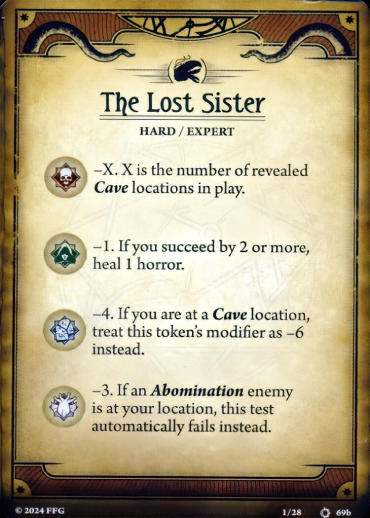 The Lost Sister
HARD / EXPERT
–X. X is the number of revealed
Cave locations in play.
–1. If you succeed by 2 or more,
heal 1 horror.
–4. If you are at a Cave location,
treat this token's modifier as –6
instead.
–3. If an Abomination enemy
is at your location, this test
automatically fails instead.
© 2024 FFG
1/28
69b